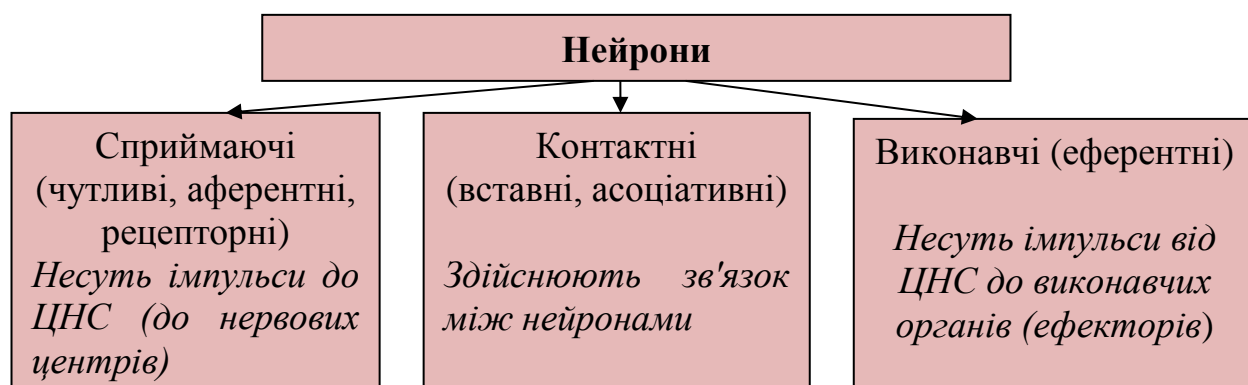 Нейрони
Сприймаючі
(чутливі, аферентні,
рецепторні)
Несуть імпульси до
ЦНС (до нервових
центрів)
Контактні
(вставні, асоціативні)
Здійснюють зв'язок
між нейронами
Виконавчі (еферентні)
Несуть імпульси від
ЦНС до виконавчих
органів (ефекторів)